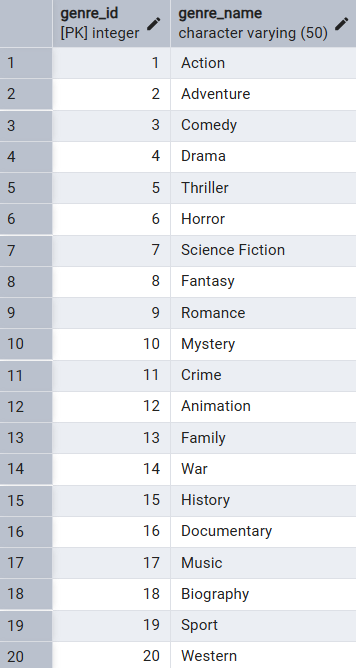 genre_id genre_name
[PK] integer character varying (50)
1 1 Action
2 2 Adventure
3 3 Comedy
4 4 Drama
5 5 Thriller
6 6 Horror
7 7 Science Fiction
8 8 Fantasy
9 9 Romance
10 10 Mystery
11 11 Crime
12 12 Animation
13 13 Family
14 14 War
15 15 History
16 16 Documentary
17 17 Music
18 18 Biography
19 19 Sport
20 20 Western